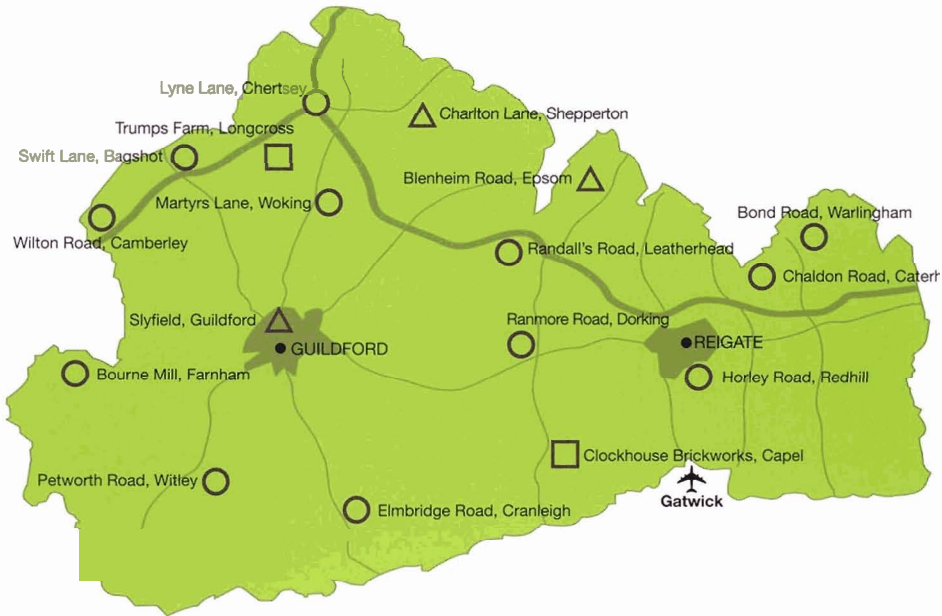 Lyne Lane, Chertsey
Charlton Lane, Shepperton
Trumps Farm, Longcross
Swift Lane, Bagshot
Blenheim Road, Epsom
Martyrs Lane, Woking
Bond Road, Warlingham
Wilton Road, Camberley
Randall's Road, Leatherhead
Chaldon Road, Caterh
Slyfield, Guildford
Ranmore Road, Dorking
GUILDFORD
REIGATE
Bourne Mill, Farnham
Horley Road, Redhill
Clockhouse Brickworks, Capel
Petworth Road, Witley
Gatwick
Elmbridge Road, Cranleigh